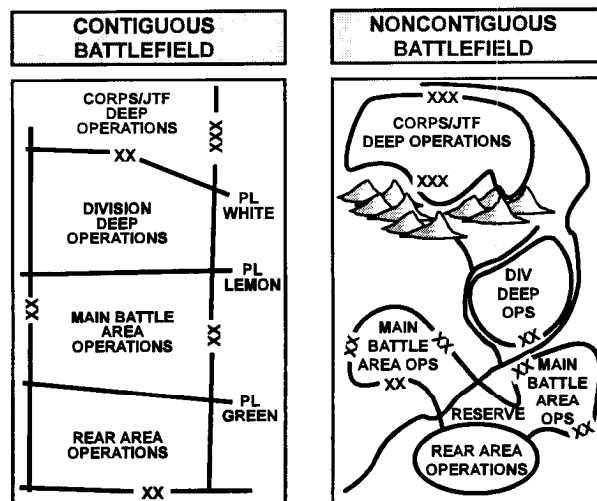 CONTIGUOUS
BATTLEFIELD
CORPS/JTF
DEEP
OPERATIONS
XXX
XX
PL
WHITE
DIVISION
DEEP
OPERATIONS
PL
LEMON
XX
MAIN BATTLE
AREA
OPERATIONS
XX
PL
GREEN
REAR AREA
OPERATIONS
XX
NONCONTIGUOUS
BATTLEFIELD
XXX
CORPS/JTF
DEEP OPERATIONS
XXX
DIV
DEEP
OPS
XX
XX
MAIN
BATTLE
AREA OPS
XX
XX
XX
MAIN
BATTLE
AREA
OPS
XX
RESERVE
REAR AREA
OPERATIONS